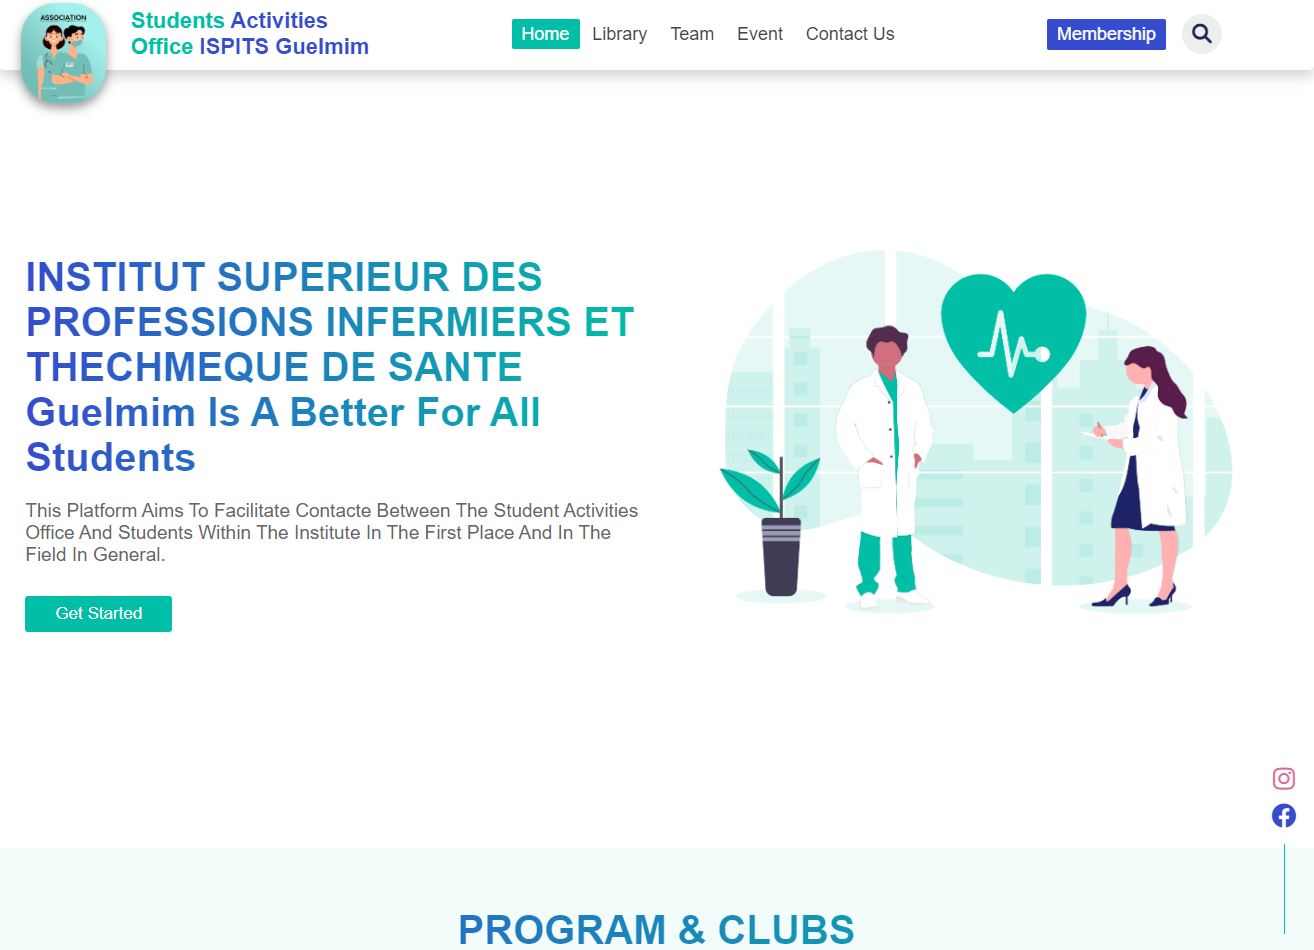 ASSOCIATION
Students Activities
Office ISPITS Guelmim
Home
Library
Team
Event
Contact Us
Membership
INSTITUT SUPERIEUR DES
PROFESSIONS INFERMIERS ET
THECHMEQUE DE SANTE
Guelmim Is A Better For All
Students
This Platform Aims To Facilitate Contacte Between The Student Activities
Office And Students Within The Institute In The First Place And In The
Field In General.
Get Started
PROGRAM & CLUBS